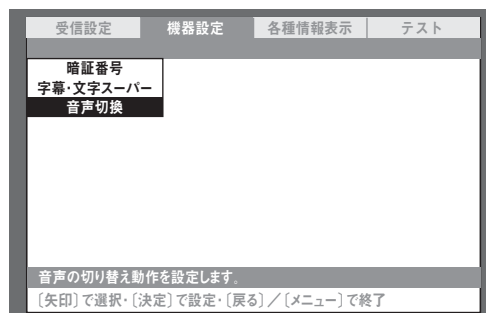 受信設定 機器設定 各種情報表示 テスト
暗証番号
字幕・文字スーパー
音声切換
音声の切り替え動作を設定します。
〔矢印〕で選択・〔決定〕で設定・〔戻る〕／〔メニュー〕で終了